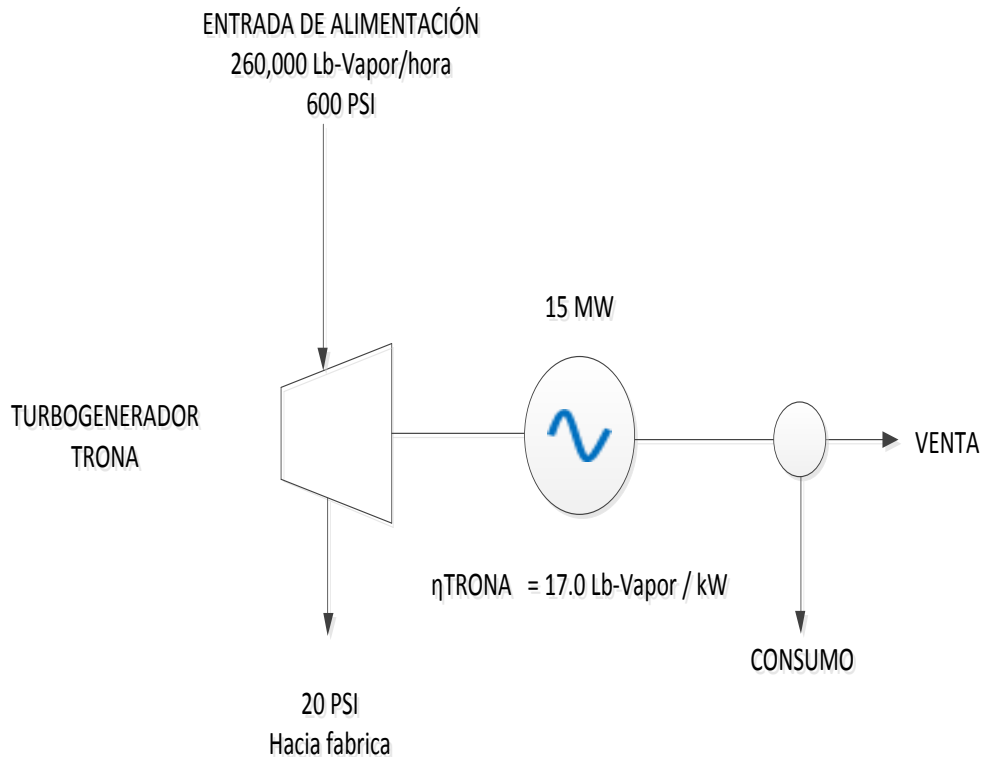 ENTRADA DE ALIMENTACIÓN
260,000 Lb-Vapor/hora
600 PSI
15 MW
TURBOGENERADOR
TRONA
VENTA
ηTRONA = 17.0 Lb-Vapor / kW
CONSUMO
20 PSI
Hacia fabrica